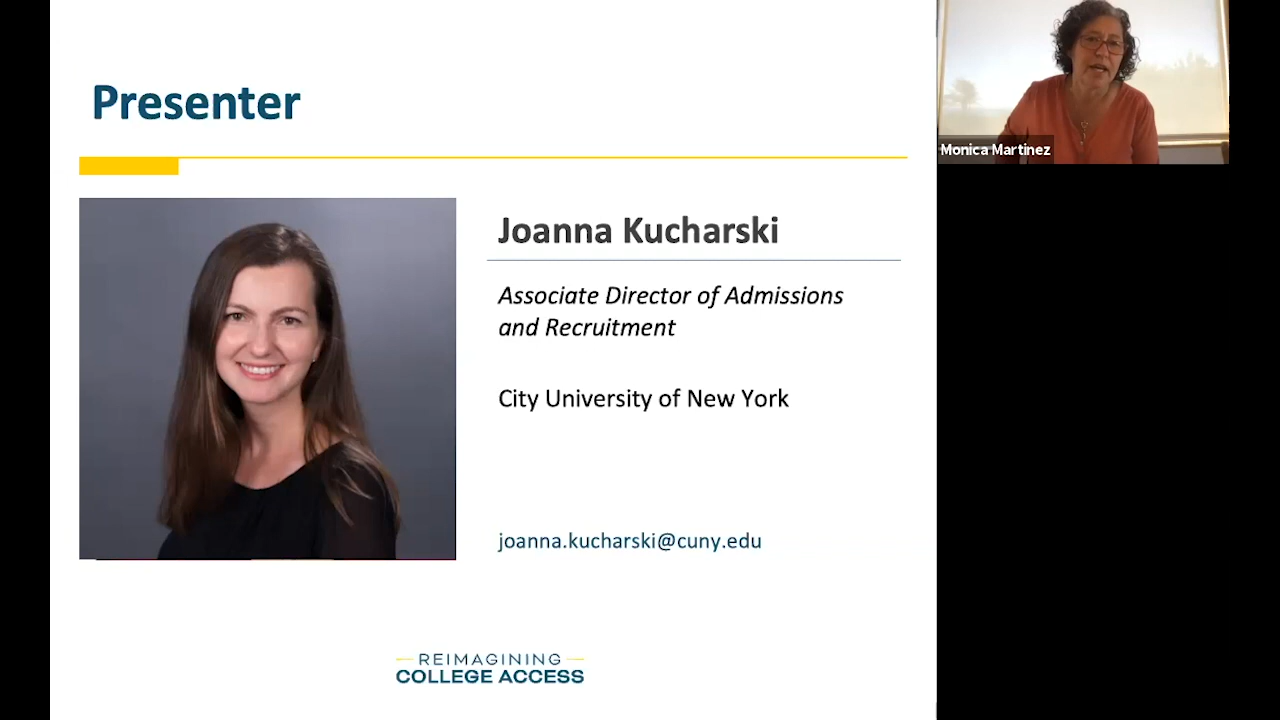 Presenter
Monica Martinez
Joanna Kucharski
Associate Director of Admissions
and Recruitment
City University of New York
joanna.kucharski@cuny.edu
REIMAGINING
COLLEGE ACCESS